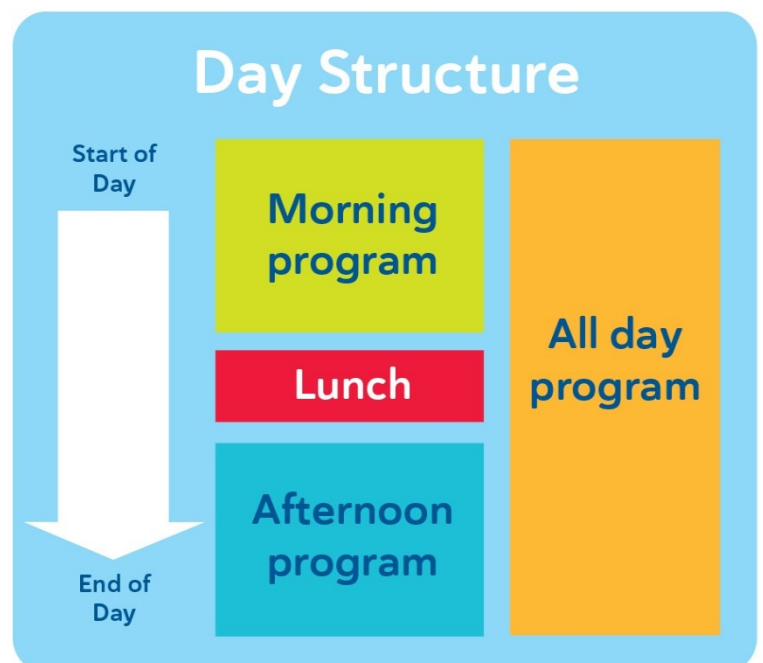 Day Structure
Start of
Day
Morning
program
Lunch
Afternoon
program
All day
program
End of
Day